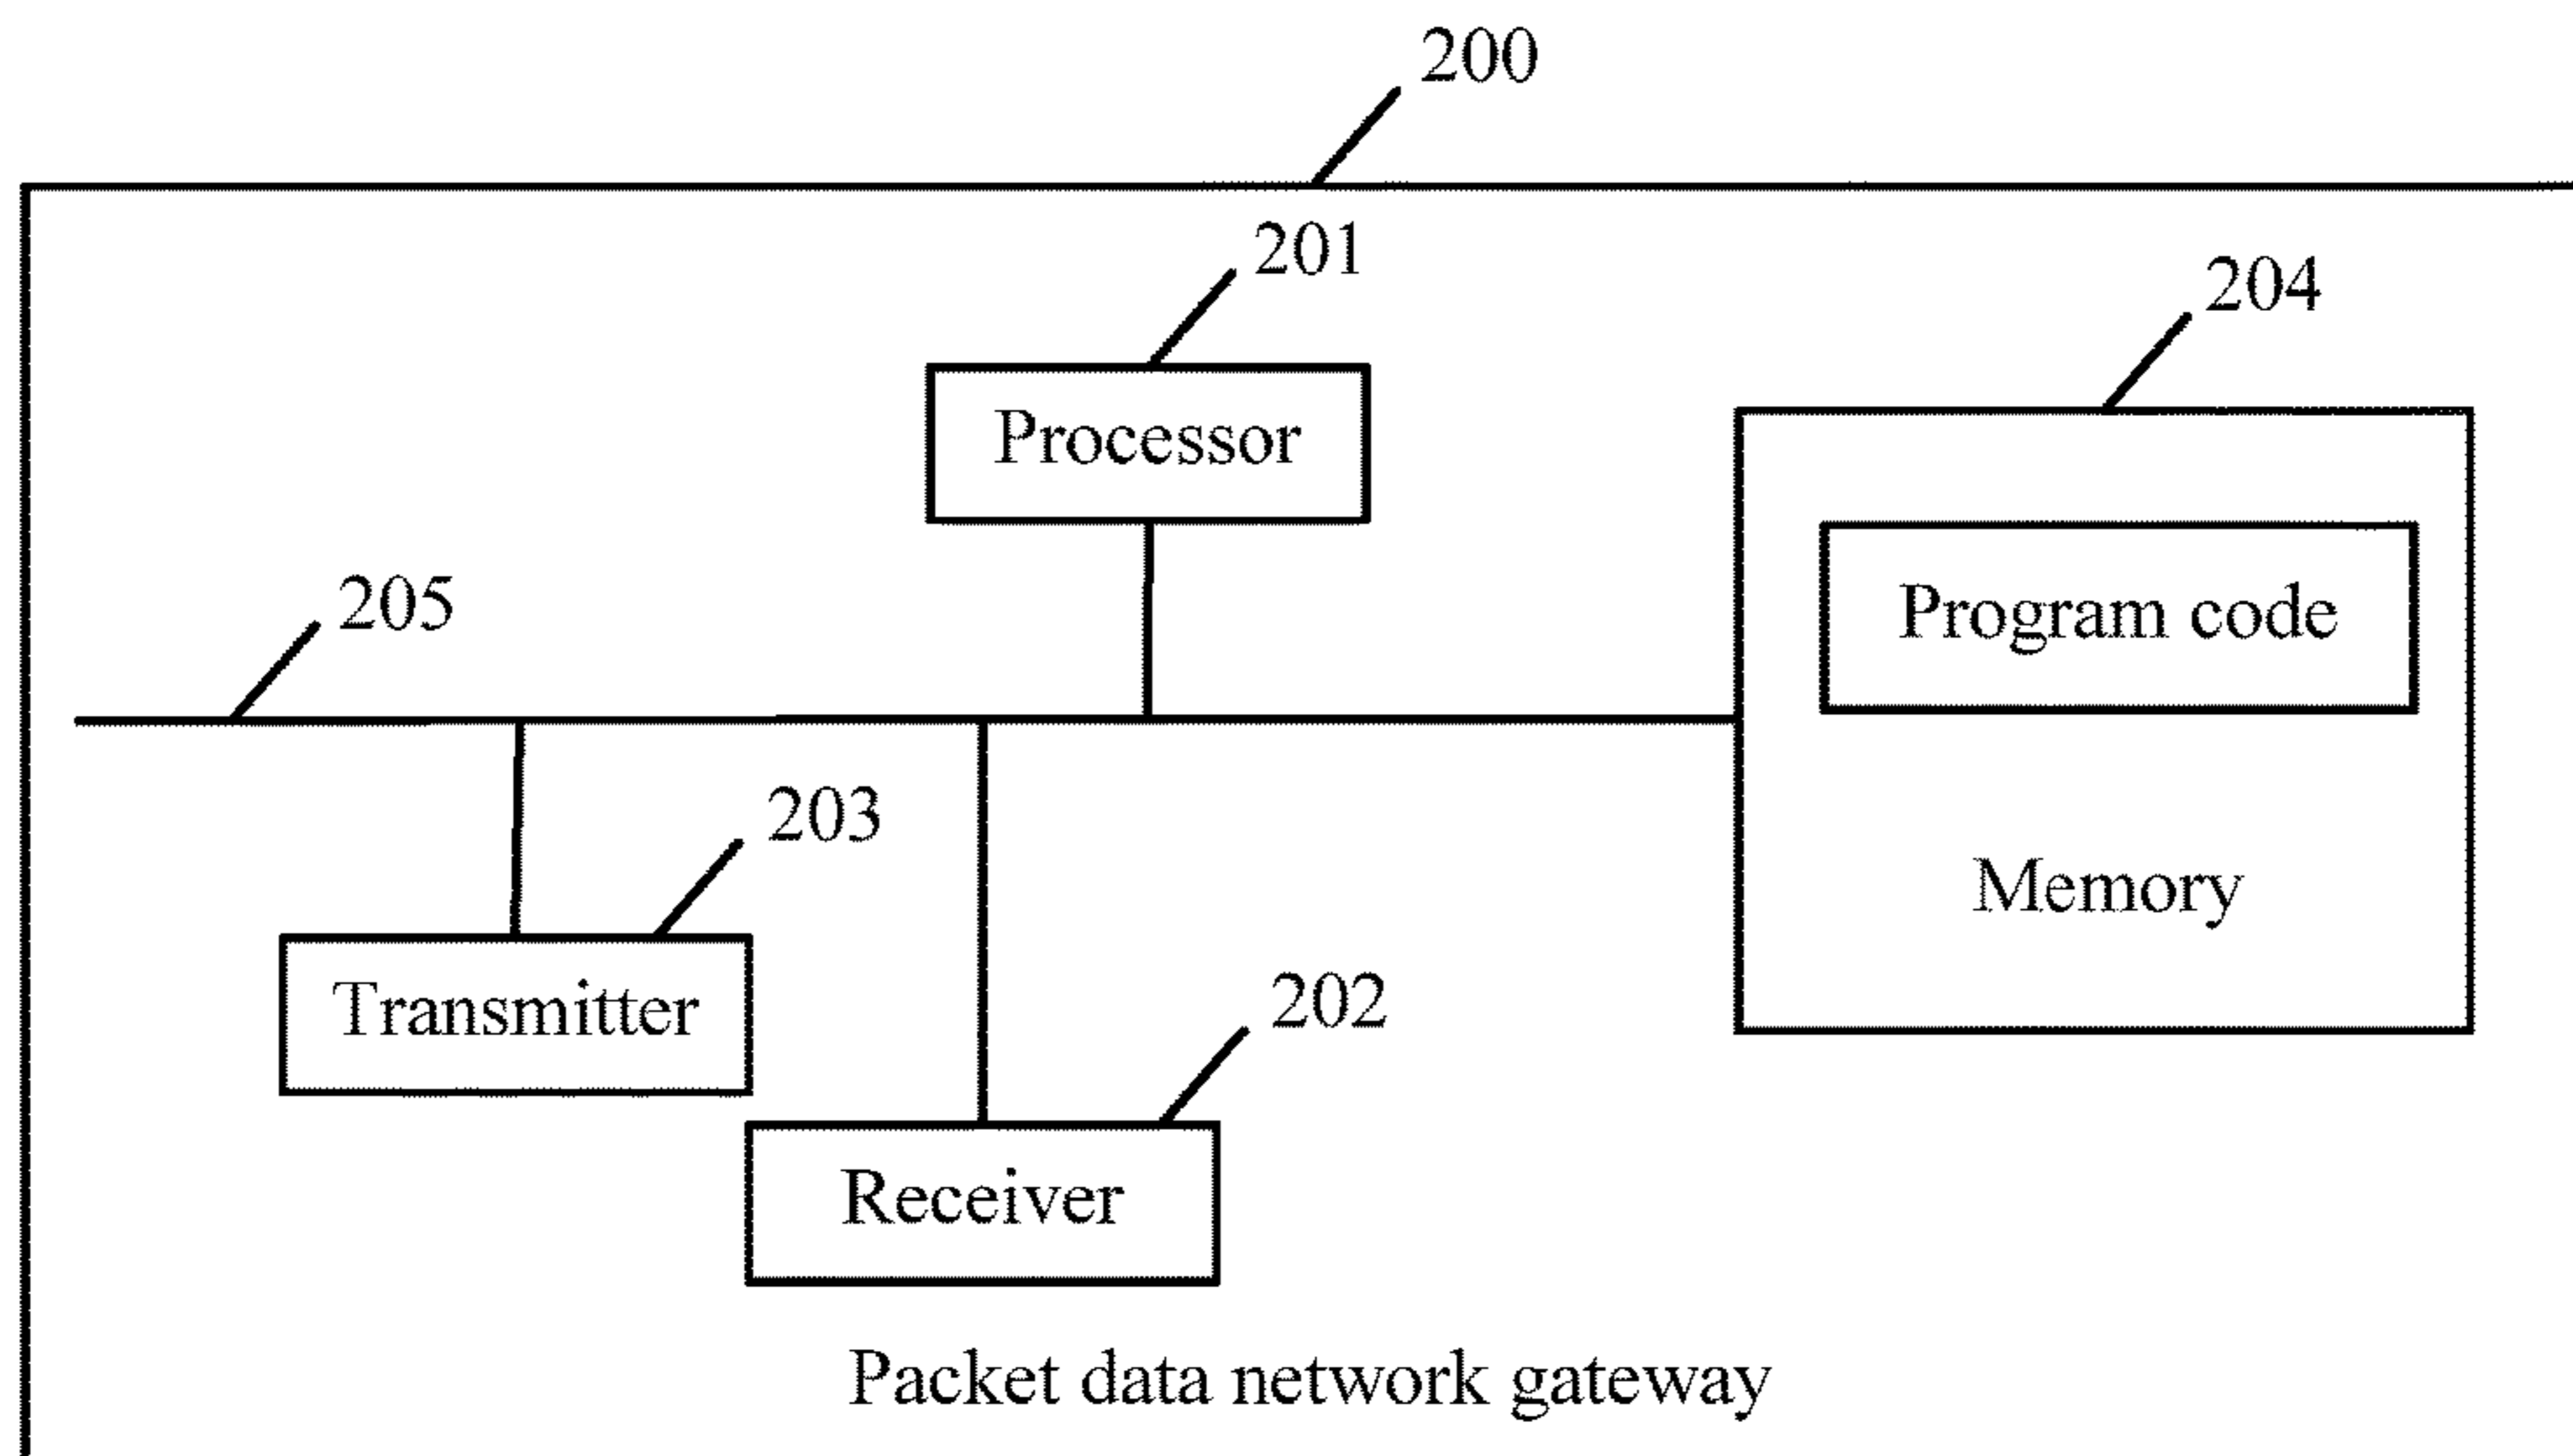 200
201
204
Processor
205
Program code
203
Memory
Transmitter
202
Receiver
Packet data network gateway